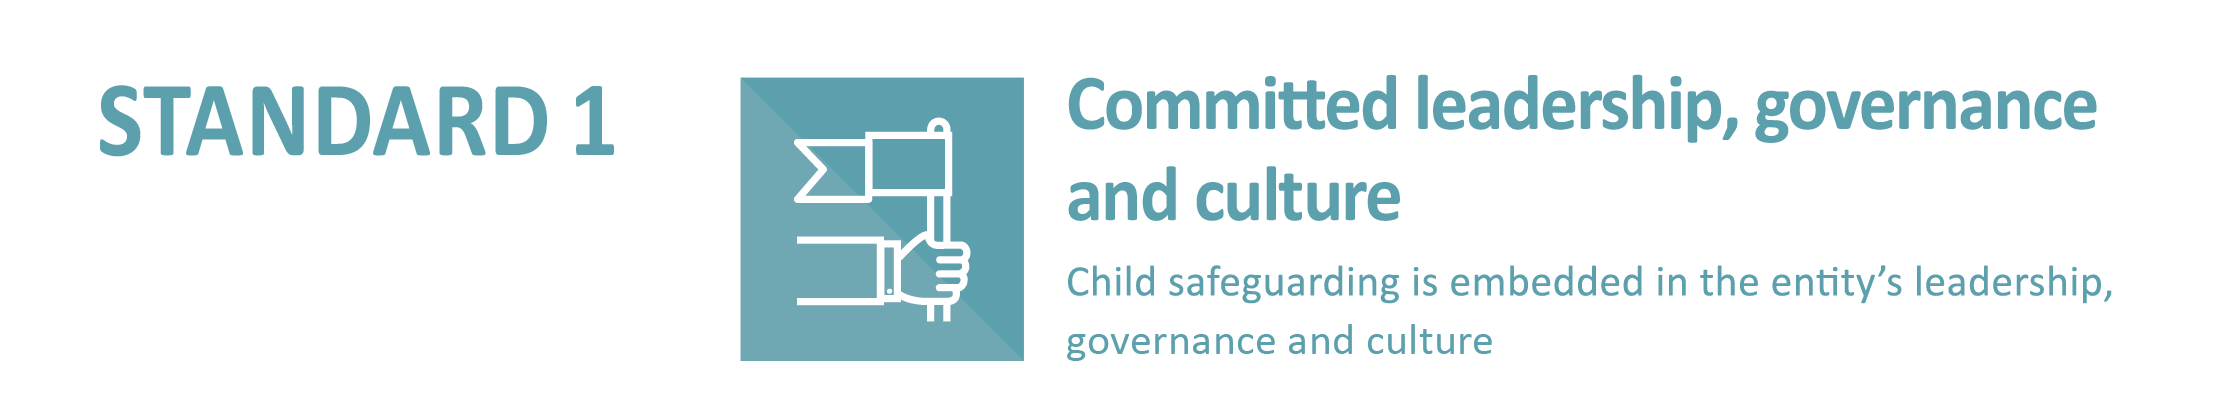 STANDARD 1
Committed leadership, governance
and culture
Child safeguarding is embedded in the entity’s leadership,
governance and culture